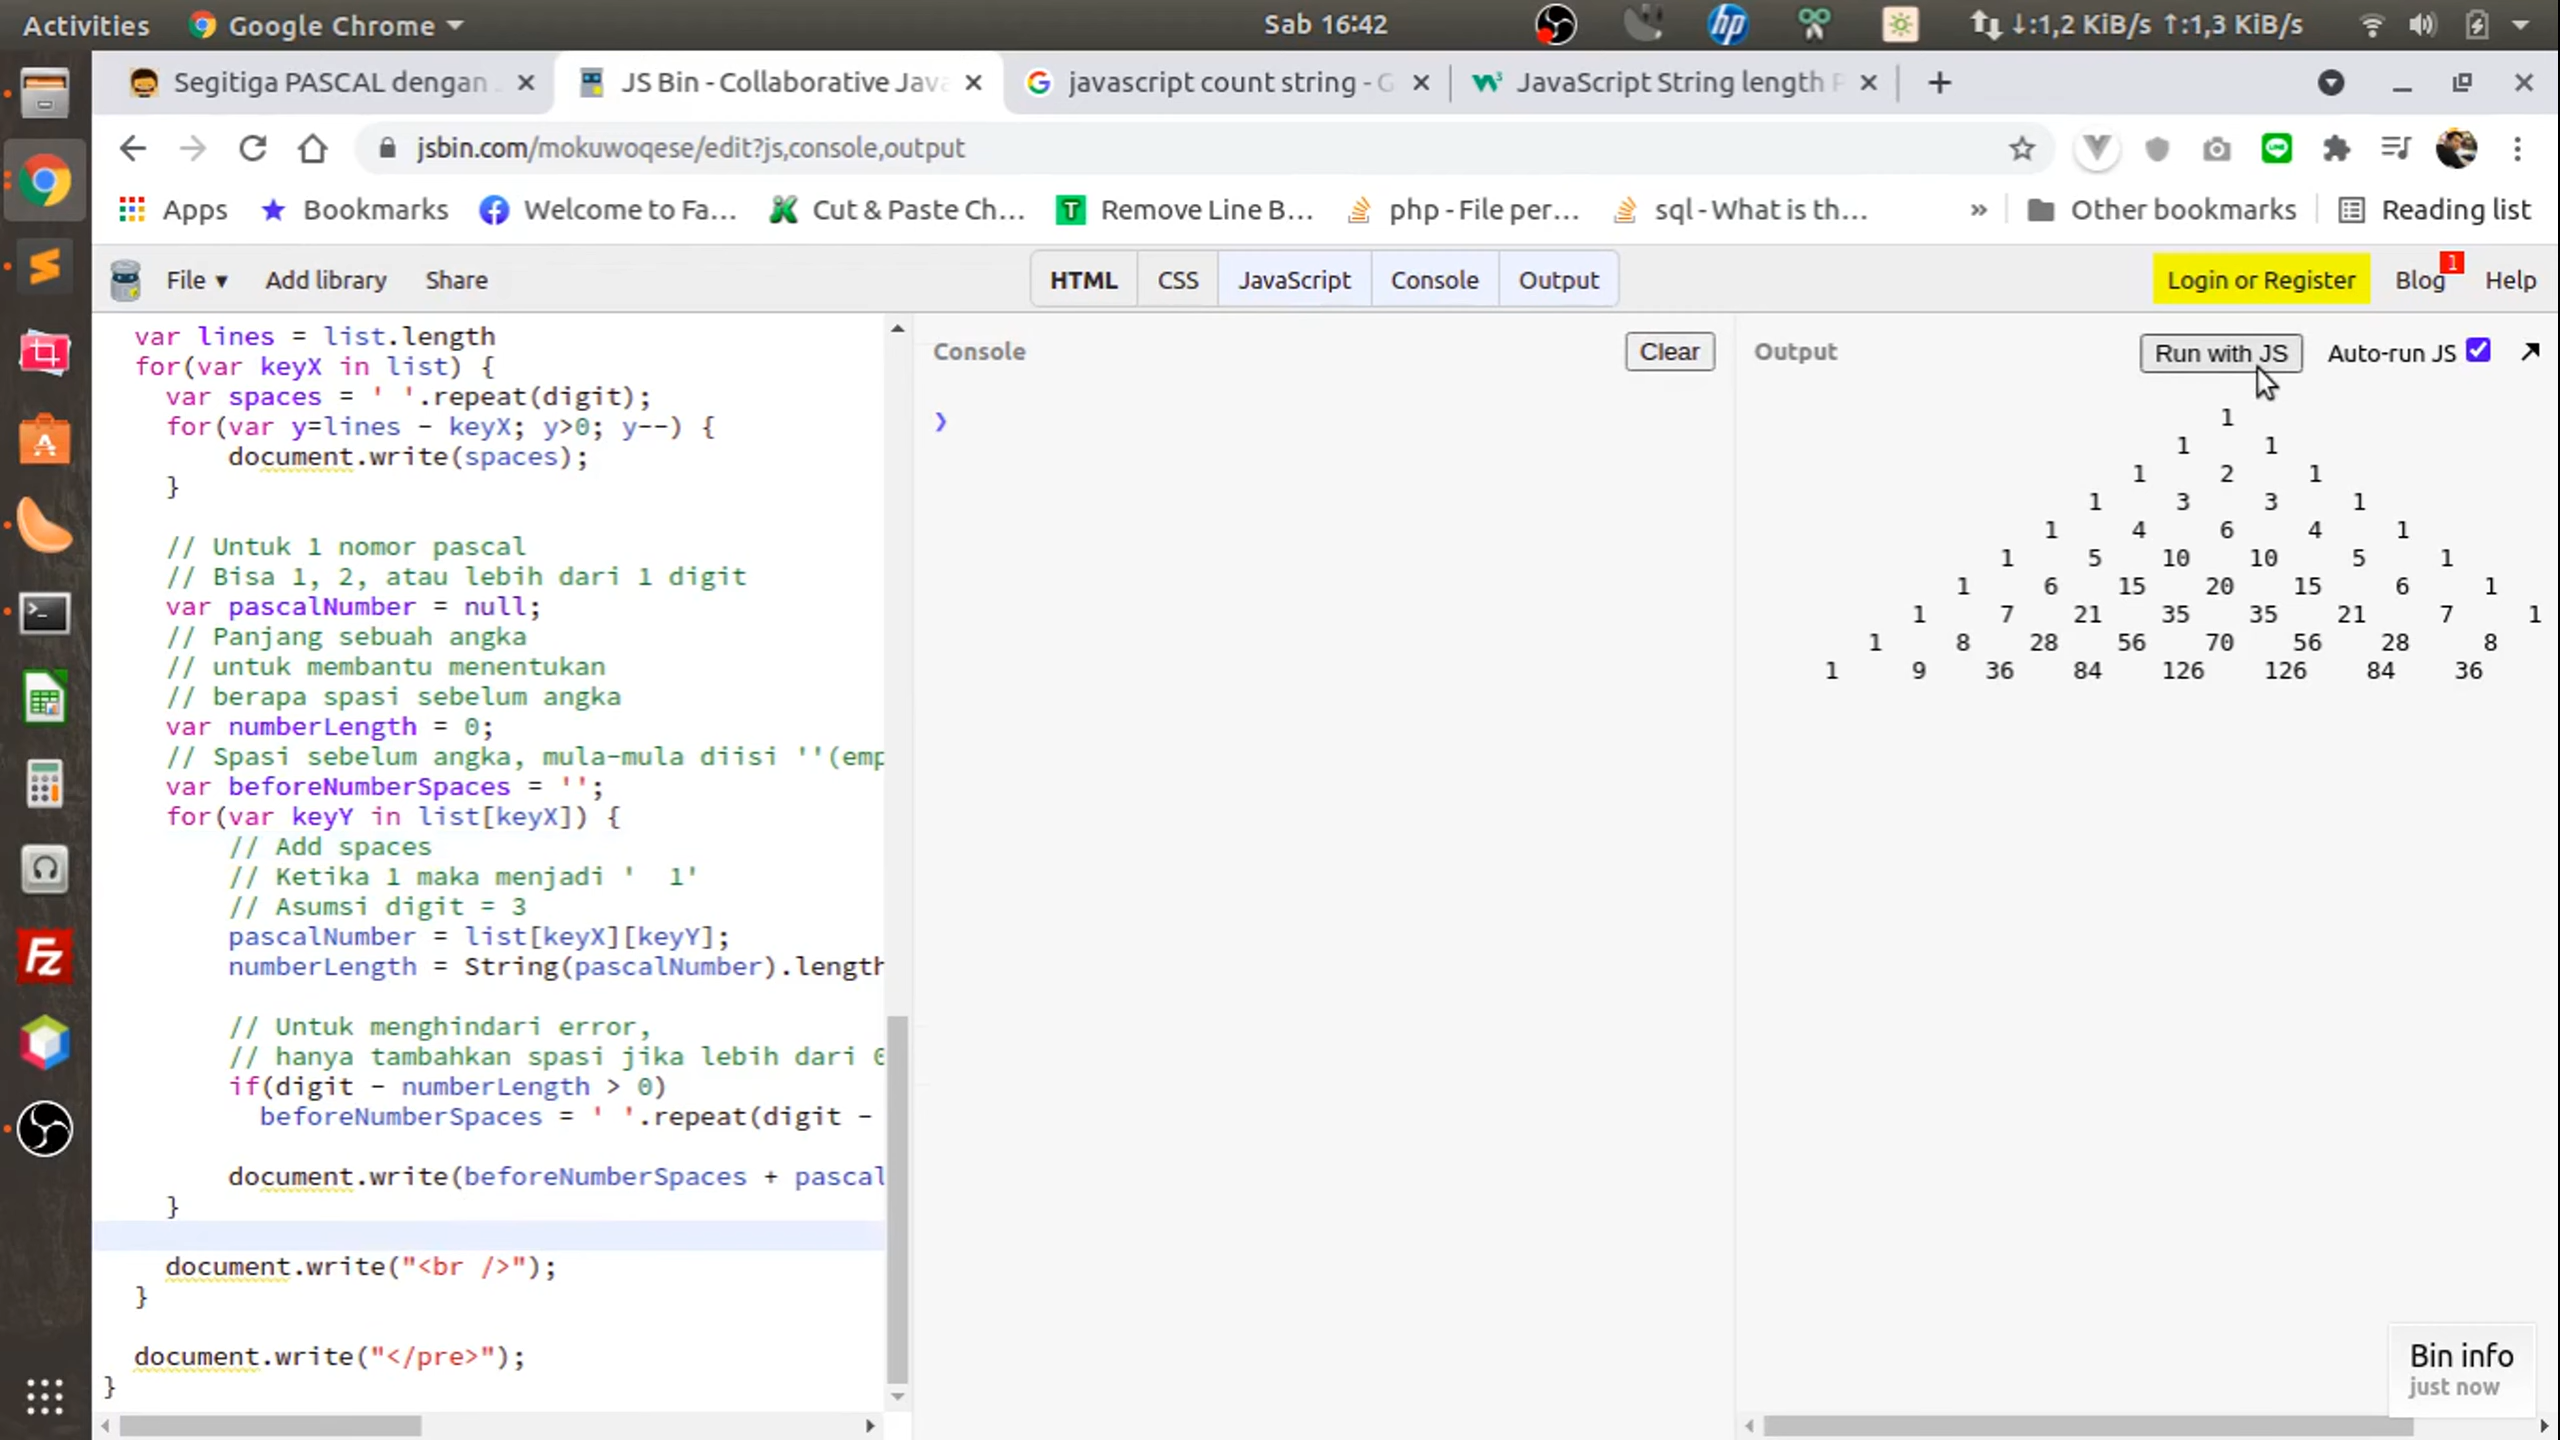 Activities Google Chrome Sab 16:42 ↓:1,2 KiB/s ↑:1,3 KiB/s
Segitiga PASCAL dengan JS Bin - Collaborative Java javascript count string - G JavaScript String length P
jsbin.com/mokuwoqese/edit?js,console,output
Apps Bookmarks Welcome to Fa... Cut & Paste Ch... Remove Line B... php - File per... sql - What is th... » Other bookmarks Reading list
File ▾ Add library Share HTML CSS JavaScript Console Output Login or Register Blog 1 Help
Console Clear
Output Run with JS Auto-run JS
var lines = list.length
for(var keyX in list) {
var spaces = ' '.repeat(digit);
for(var y=lines - keyX; y>0; y--) {
document.write(spaces);
}
// Untuk 1 nomor pascal
// Bisa 1, 2, atau lebih dari 1 digit
var pascalNumber = null;
// Panjang sebuah angka
// untuk membantu menentukan
// berapa spasi sebelum angka
var numberLength = 0;
// Spasi sebelum angka, mula-mula diisi ''(emp
var beforeNumberSpaces = '';
for(var keyY in list[keyX]) {
// Add spaces
// Ketika 1 maka menjadi '  1'
// Asumsi digit = 3
pascalNumber = list[keyX][keyY];
numberLength = String(pascalNumber).length
// Untuk menghindari error,
// hanya tambahkan spasi jika lebih dari 0
if(digit - numberLength > 0)
beforeNumberSpaces = ' '.repeat(digit -
document.write(beforeNumberSpaces + pascal
}
document.write("<br />");
}
document.write("</pre>");
}
❯
1
1 1
1 2 1
1 3 3 1
1 4 6 4 1
1 5 10 10 5 1
1 6 15 20 15 6 1
1 7 21 35 35 21 7 1
1 8 28 56 70 56 28 8
1 9 36 84 126 126 84 36
Bin info
just now